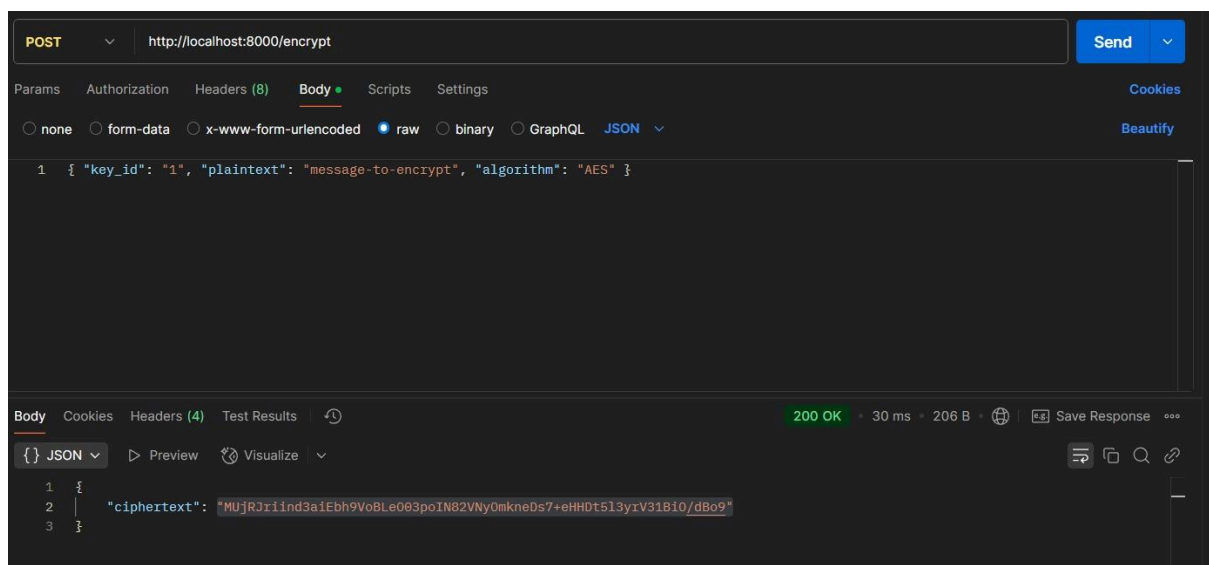 POST http://localhost:8000/encrypt Send
Params Authorization Headers (8) Body Scripts Settings Cookies
none form-data x-www-form-urlencoded raw binary GraphQL JSON Beautify
1 { "key_id": "1", "plaintext": "message-to-encrypt", "algorithm": "AES" }
Body Cookies Headers (4) Test Results 200 OK 30 ms 206 B e.g. Save Response
{} JSON Preview Visualize
1 {
2 "ciphertext": "MUjRJriind3aiEbh9VoBLeO03poIN82VNyOmkneDs7+eHHDt5l3yrV31BiO/dBo9"
3 }